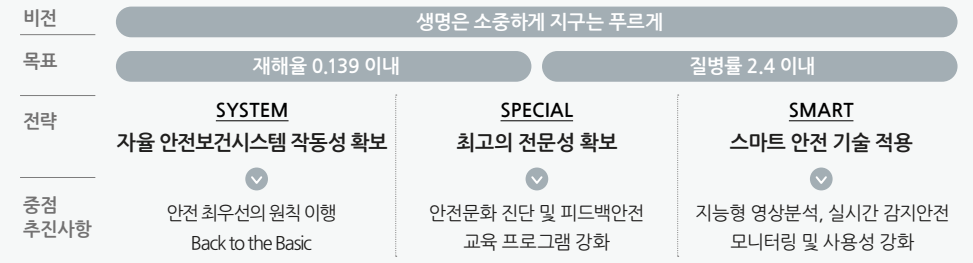 비전
생명은 소중하게 지구는 푸르게
목표
재해율 0.139 이내
질병률 2.4 이내
전략
SYSTEM
자율 안전보건시스템 작동성 확보
SPECIAL
최고의 전문성 확보
SMART
스마트 안전 기술 적용
중점
추진사항
안전 최우선의 원칙 이행
Back to the Basic
안전문화 진단 및 피드백안전
교육 프로그램 강화
지능형 영상분석, 실시간 감지안전
모니터링 및 사용성 강화